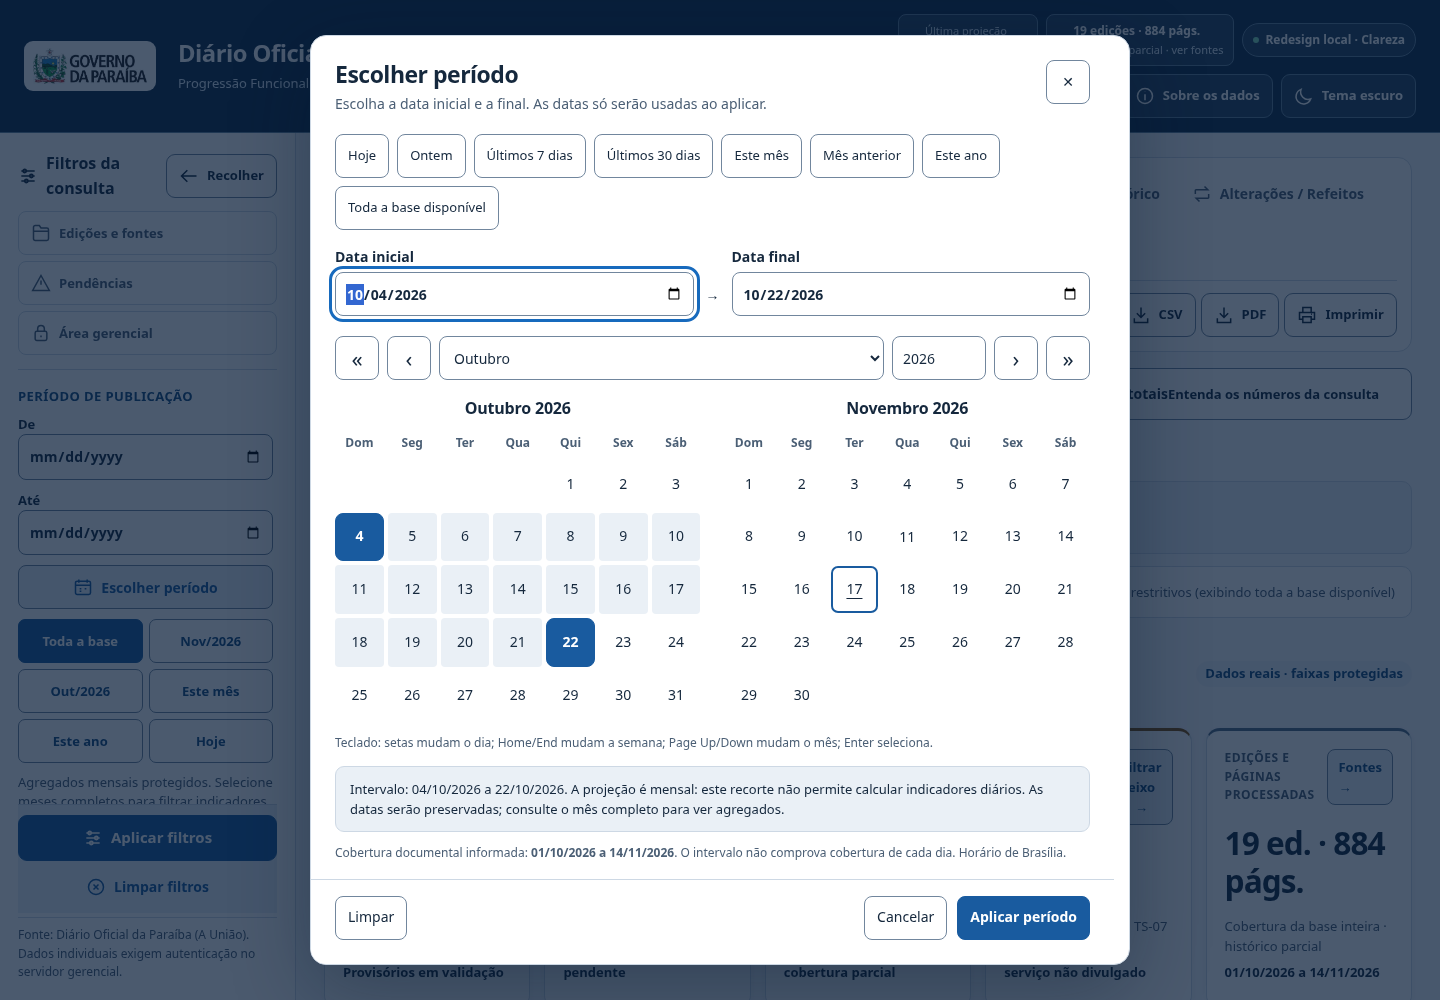 GOVERNO
DA PARAÍBA
Diário Oficia
Progressão Funcional
Última projeção
19 edições · 884 págs.
parcial · ver fontes
Redesign local · Clareza
Sobre os dados
Tema escuro
Filtros da
consulta
Recolher
Edições e fontes
Pendências
Área gerencial
PERÍODO DE PUBLICAÇÃO
De
mm/dd/yyyy
Até
mm/dd/yyyy
Escolher período
Toda a base
Nov/2026
Out/2026
Este mês
Este ano
Hoje
Agregados mensais protegidos. Selecione
meses completos para filtrar indicadores.
Aplicar filtros
Limpar filtros
Fonte: Diário Oficial da Paraíba (A União).
Dados individuais exigem autenticação no
servidor gerencial.
Escolher período
Escolha a data inicial e a final. As datas só serão usadas ao aplicar.
×
Hoje
Ontem
Últimos 7 dias
Últimos 30 dias
Este mês
Mês anterior
Este ano
Toda a base disponível
Data inicial
10/04/2026
→
Data final
10/22/2026
«
‹
Outubro
2026
›
»
Outubro 2026
Dom Seg Ter Qua Qui Sex Sáb
1 2 3
4 5 6 7 8 9 10
11 12 13 14 15 16 17
18 19 20 21 22 23 24
25 26 27 28 29 30 31
Novembro 2026
Dom Seg Ter Qua Qui Sex Sáb
1 2 3 4 5 6 7
8 9 10 11 12 13 14
15 16 17 18 19 20 21
22 23 24 25 26 27 28
29 30
Teclado: setas mudam o dia; Home/End mudam a semana; Page Up/Down mudam o mês; Enter seleciona.
Intervalo: 04/10/2026 a 22/10/2026. A projeção é mensal: este recorte não permite calcular indicadores diários. As
datas serão preservadas; consulte o mês completo para ver agregados.
Cobertura documental informada: 01/10/2026 a 14/11/2026. O intervalo não comprova cobertura de cada dia. Horário de Brasília.
Limpar
Cancelar
Aplicar período
órico
Alterações / Refeitos
CSV
PDF
Imprimir
totaisEntenda os números da consulta
restritivos (exibindo toda a base disponível)
Dados reais · faixas protegidas
iltrar
eixo
→
TS-07
EDIÇÕES E
PÁGINAS
PROCESSADAS
Fontes
→
19 ed. · 884
págs.
Cobertura da base inteira ·
histórico parcial
01/10/2026 a 14/11/2026
Provisórios em validação
pendente
cobertura parcial
serviço não divulgado